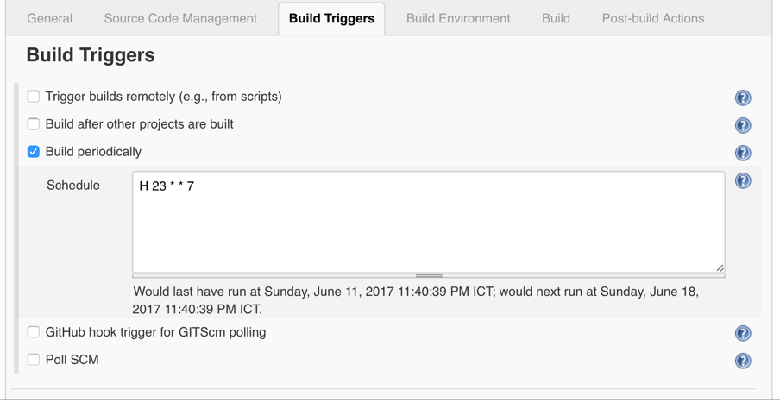 General Source Code Management Build Triggers Build Environment Build Post-build Actions
Build Triggers
Trigger builds remotely (e.g., from scripts)
Build after other projects are built
Build periodically
Schedule H 23 * * 7
Would last have run at Sunday, June 11, 2017 11:40:39 PM ICT; would next run at Sunday, June 18,
2017 11:40:39 PM ICT.
GitHub hook trigger for GITScm polling
Poll SCM